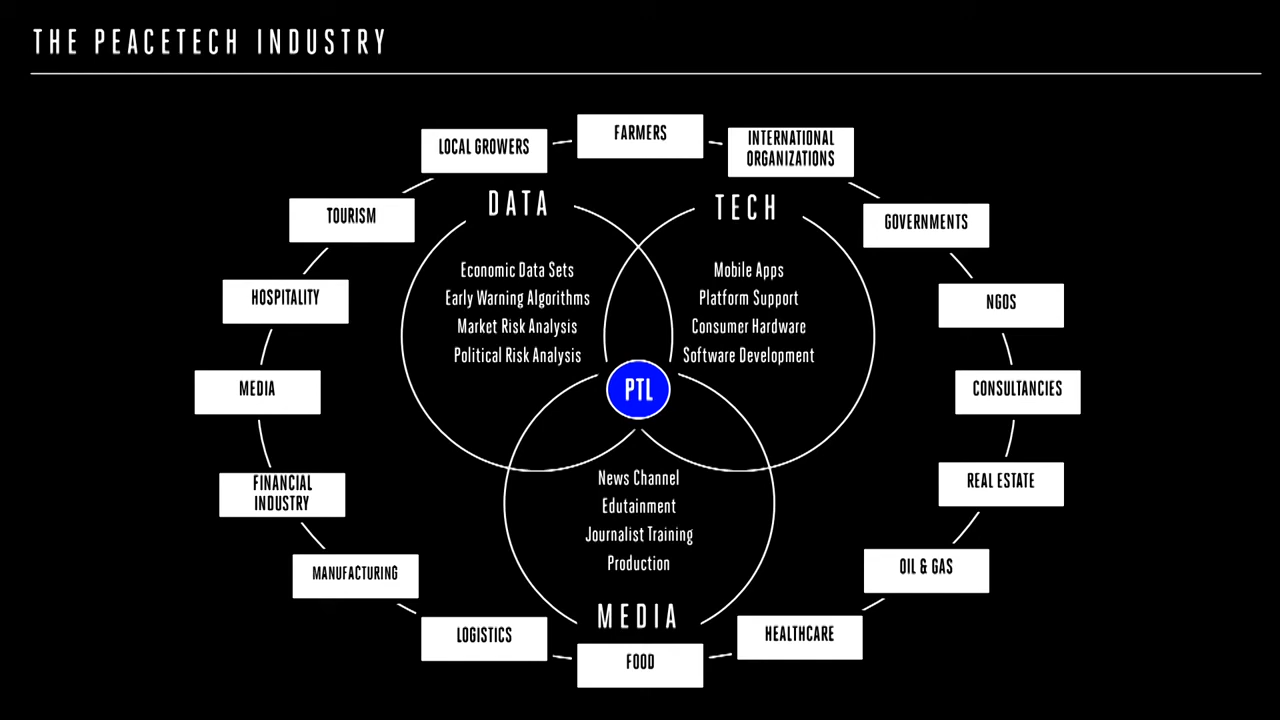 THE PEACETECH INDUSTRY
FARMERS
LOCAL GROWERS
INTERNATIONAL
ORGANIZATIONS
TOURISM
GOVERNMENTS
HOSPITALITY
NGOS
MEDIA
CONSULTANCIES
FINANCIAL
INDUSTRY
REAL ESTATE
MANUFACTURING
OIL & GAS
LOGISTICS
HEALTHCARE
FOOD
DATA
Economic Data Sets
Early Warning Algorithms
Market Risk Analysis
Political Risk Analysis
TECH
Mobile Apps
Platform Support
Consumer Hardware
Software Development
PTL
News Channel
Edutainment
Journalist Training
Production
MEDIA